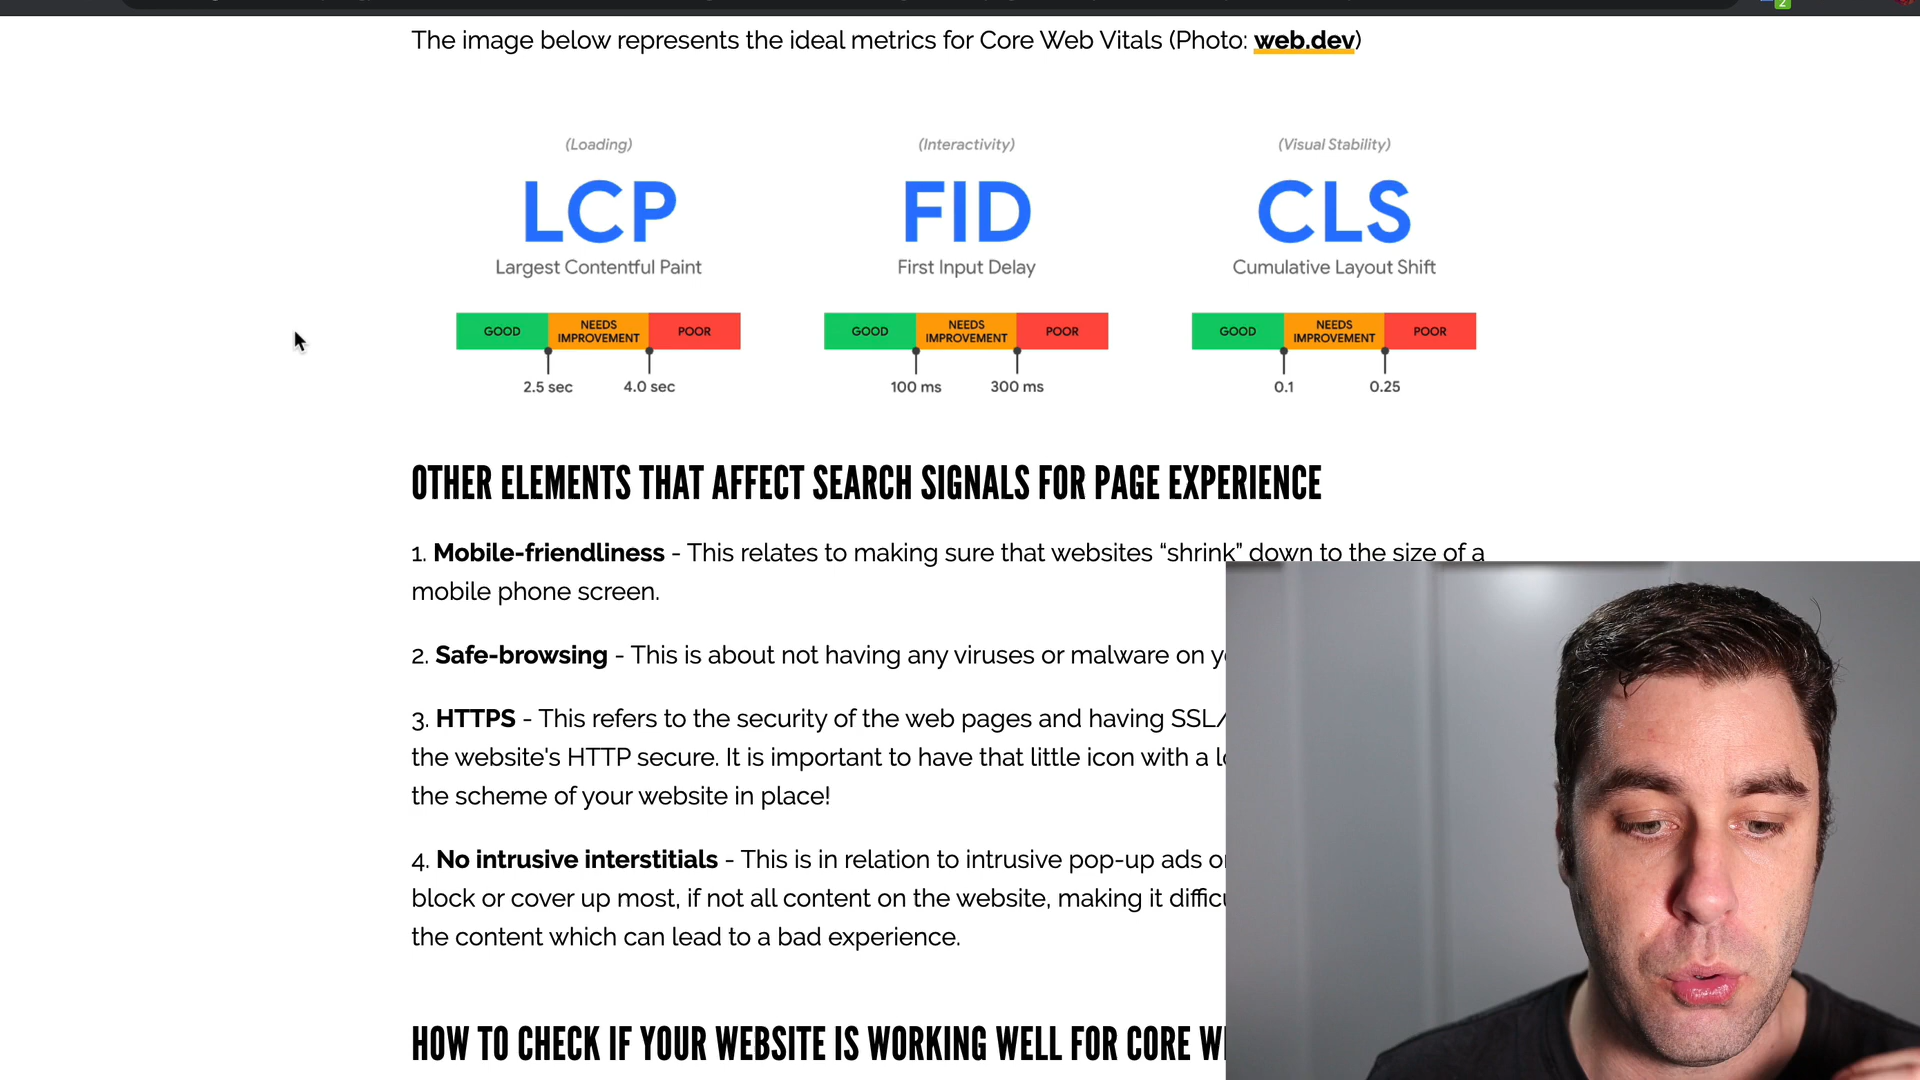 2
The image below represents the ideal metrics for Core Web Vitals (Photo: web.dev)
(Loading)
LCP
Largest Contentful Paint
GOOD
NEEDS
IMPROVEMENT
POOR
2.5 sec
4.0 sec
(Interactivity)
FID
First Input Delay
GOOD
NEEDS
IMPROVEMENT
POOR
100 ms
300 ms
(Visual Stability)
CLS
Cumulative Layout Shift
GOOD
NEEDS
IMPROVEMENT
POOR
0.1
0.25
OTHER ELEMENTS THAT AFFECT SEARCH SIGNALS FOR PAGE EXPERIENCE
1. Mobile-friendliness - This relates to making sure that websites “shrink” down to the size of a
mobile phone screen.
2. Safe-browsing - This is about not having any viruses or malware on
3. HTTPS - This refers to the security of the web pages and having SSL/
the website's HTTP secure. It is important to have that little icon with a
the scheme of your website in place!
4. No intrusive interstitials - This is in relation to intrusive pop-up ads
block or cover up most, if not all content on the website, making it
the content which can lead to a bad experience.
HOW TO CHECK IF YOUR WEBSITE IS WORKING WELL FOR CORE